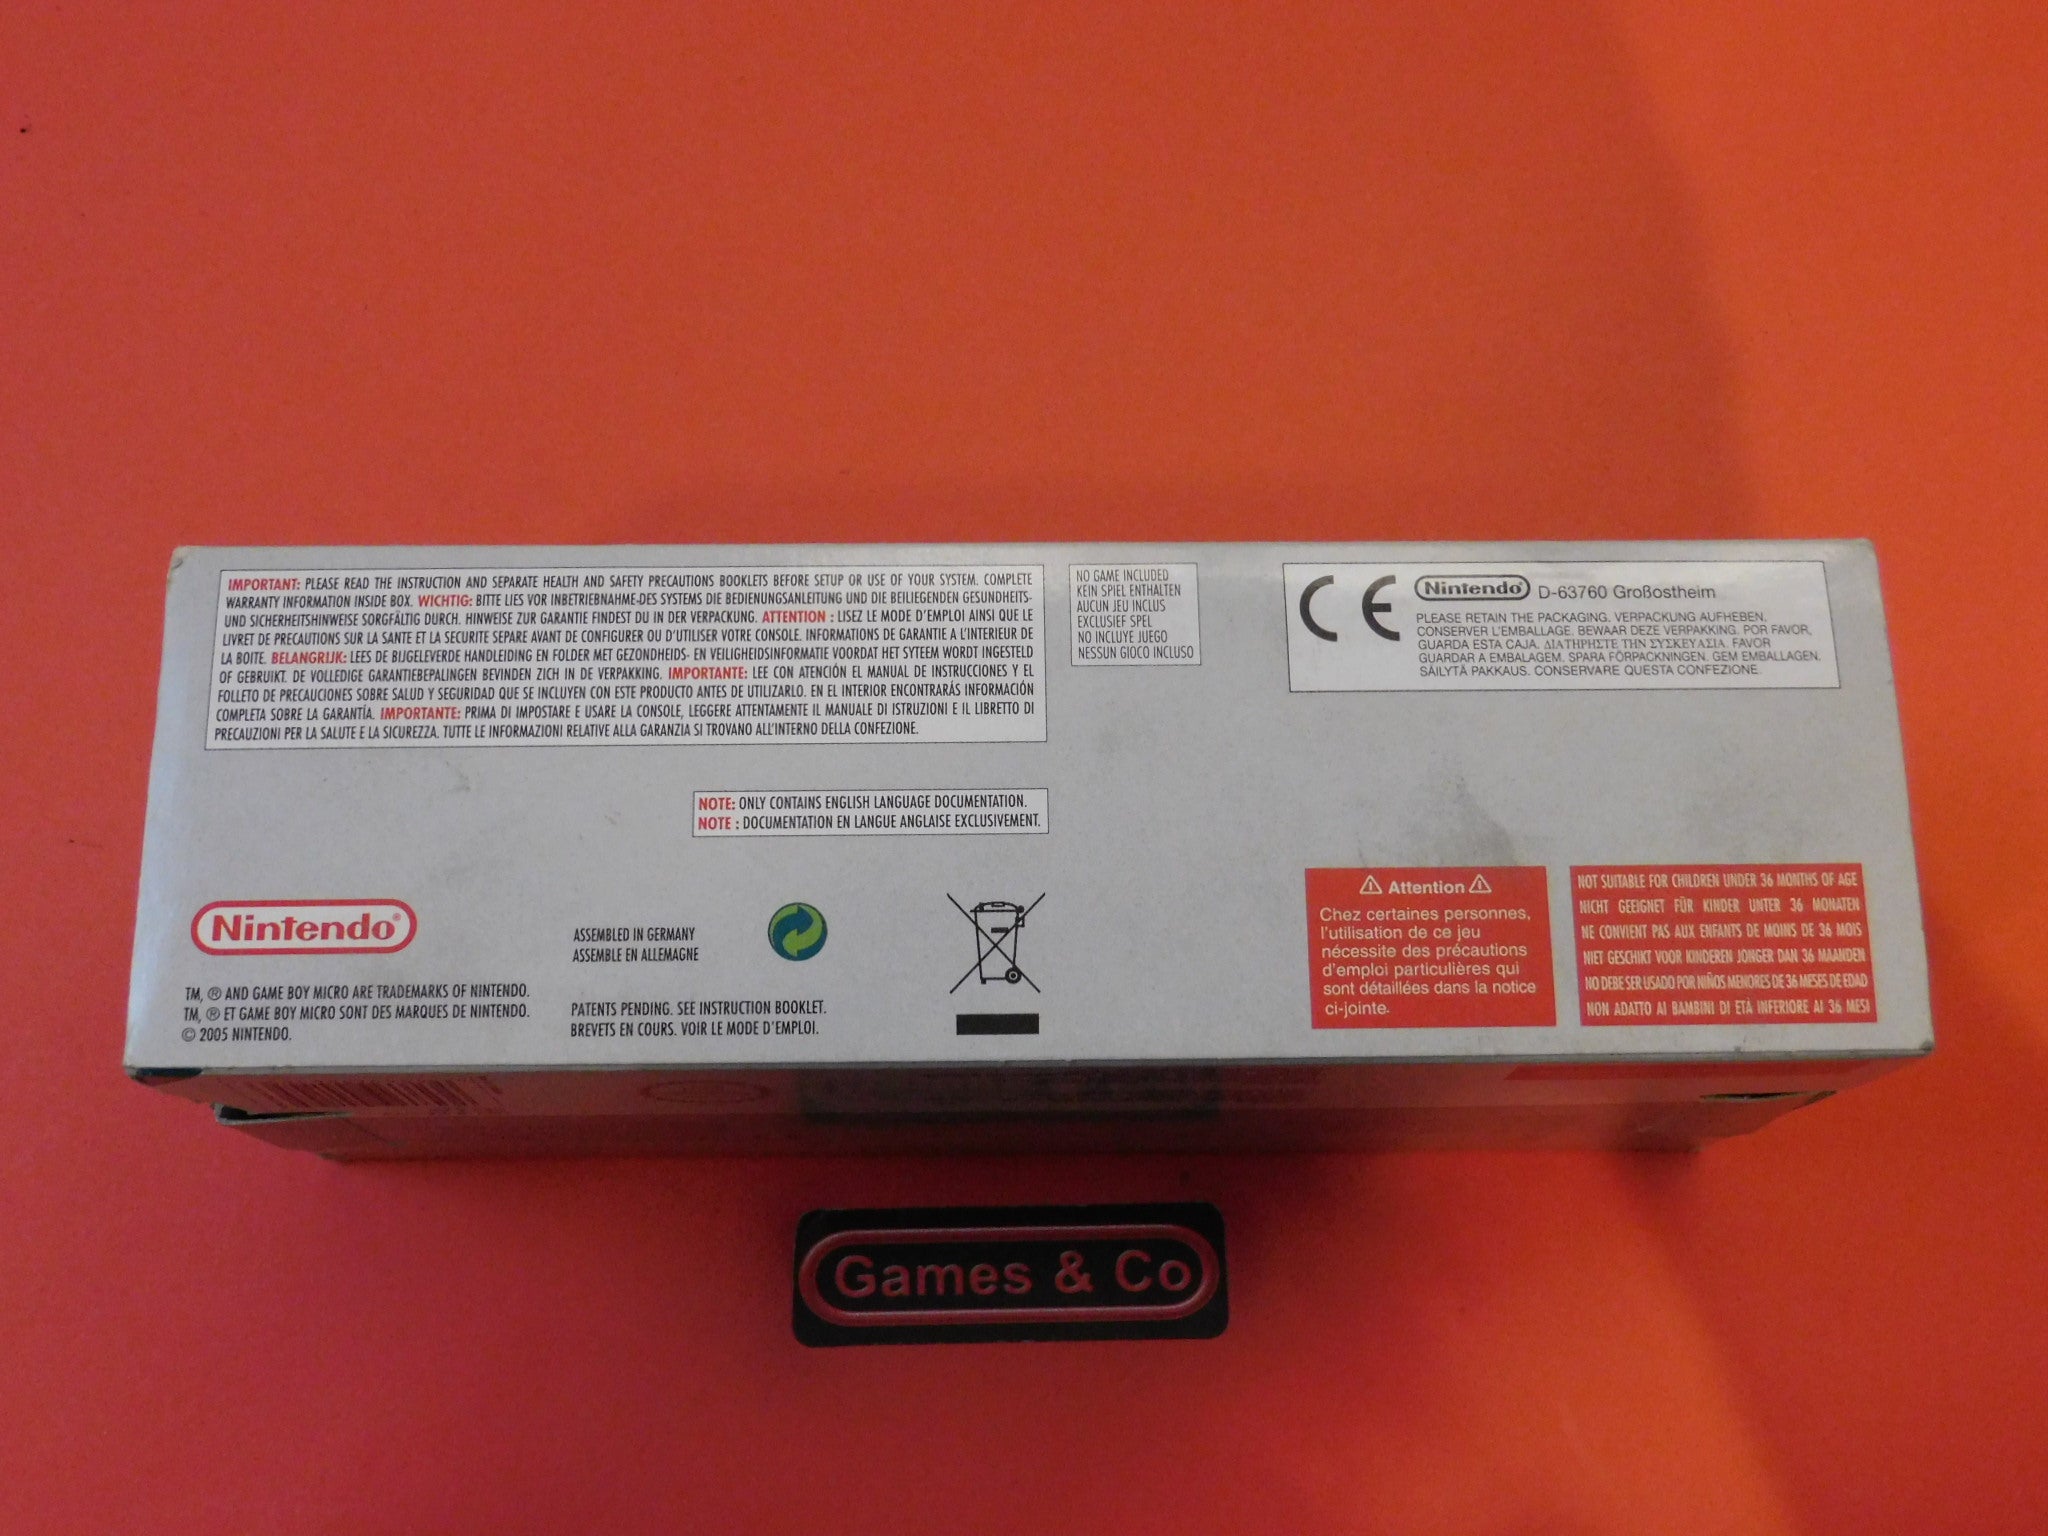 IMPORTANT: PLEASE READ THE INSTRUCTION AND SEPARATE HEALTH AND SAFETY PRECAUTIONS BOOKLETS BEFORE SETUP OR USE OF YOUR SYSTEM. COMPLETE
WARRANTY INFORMATION INSIDE BOX. WICHTIG: BITTE LIES VOR INBETRIEBNAHME DES SYSTEMS DIE BEDIENUNGSANLEITUNG UND DIE BEILIEGENDEN GESUNDHEITS-
UND SICHERHEITSHINWEISE SORGFÄLTIG DURCH. HINWEISE ZUR GARANTIE FINDEST DU IN DER VERPACKUNG. ATTENTION : LISEZ LE MODE D'EMPLOI AINSI QUE LE
LIVRET DE PRECAUTIONS SUR LA SANTE ET LA SECURITE SEPARE AVANT DE CONFIGURER OU D'UTILISER VOTRE CONSOLE. INFORMATIONS DE GARANTIE A L'INTERIEUR DE
LA BOITE. BELANGRIJK: LEES DE BIJGELEVERDE HANDLEIDING EN FOLDER MET GEZONDHEIDS- EN VEILIGHEIDSINFORMATIE VOORDAT HET SYTEEM WORDT INGESTELD
OF GEBRUIKT. DE VOLLEDIGE GARANTIEBEPALINGEN BEVINDEN ZICH IN DE VERPAKKING. IMPORTANTE: LEE CON ATENCIÓN EL MANUAL DE INSTRUCCIONES Y EL
FOLLETO DE PRECAUCIONES SOBRE SALUD Y SEGURIDAD QUE SE INCLUYEN CON ESTE PRODUCTO ANTES DE UTILIZARLO. EN EL INTERIOR ENCONTRARÁS INFORMACIÓN
COMPLETA SOBRE LA GARANTÍA. IMPORTANTE: PRIMA DI IMPOSTARE E USARE LA CONSOLE, LEGGERE ATTENTAMENTE IL MANUALE DI ISTRUZIONI E IL LIBRETTO DI
PRECAUZIONI PER LA SALUTE E LA SICUREZZA. TUTTE LE INFORMAZIONI RELATIVE ALLA GARANZIA SI TROVANO ALL'INTERNO DELLA CONFEZIONE.
NO GAME INCLUDED
KEIN SPIEL ENTHALTEN
AUCUN JEU INCLUS
EXCLUSIEF SPEL
NO INCLUYE JUEGO
NESSUN GIOCO INCLUSO
CE
Nintendo® D-63760 Großostheim
PLEASE RETAIN THE PACKAGING. VERPACKUNG AUFHEBEN.
CONSERVER L'EMBALLAGE. BEWAAR DEZE VERPAKKING. POR FAVOR,
GUARDA ESTA CAJA. ΔΙΑΤΗΡΗΣΤΕ ΤΗΝ ΣΥΣΚΕΥΑΣΙΑ. FAVOR
GUARDAR A EMBALAGEM. SPARA FÖRPACKNINGEN. GEM EMBALLAGEN.
SÄILYTÄ PAKKAUS. CONSERVARE QUESTA CONFEZIONE.
NOTE: ONLY CONTAINS ENGLISH LANGUAGE DOCUMENTATION.
NOTE : DOCUMENTATION EN LANGUE ANGLAISE EXCLUSIVEMENT.
Nintendo®
TM, ® AND GAME BOY MICRO ARE TRADEMARKS OF NINTENDO.
TM, ® ET GAME BOY MICRO SONT DES MARQUES DE NINTENDO.
© 2005 NINTENDO.
ASSEMBLED IN GERMANY
ASSEMBLE EN ALLEMAGNE
PATENTS PENDING. SEE INSTRUCTION BOOKLET.
BREVETS EN COURS. VOIR LE MODE D'EMPLOI.
Attention
Chez certaines personnes,
l'utilisation de ce jeu
nécessite des précautions
d'emploi particulières qui
sont détaillées dans la notice
ci-jointe.
NOT SUITABLE FOR CHILDREN UNDER 36 MONTHS OF AGE
NICHT GEEIGNET FÜR KINDER UNTER 36 MONATEN
NE CONVIENT PAS AUX ENFANTS DE MOINS DE 36 MOIS
NIET GESCHIKT VOOR KINDEREN JONGER DAN 36 MAANDEN
NO DEBE SER USADO POR NIÑOS MENORES DE 36 MESES DE EDAD
NON ADATTO AI BAMBINI DI ETÀ INFERIORE AI 36 MESI
Games & Co